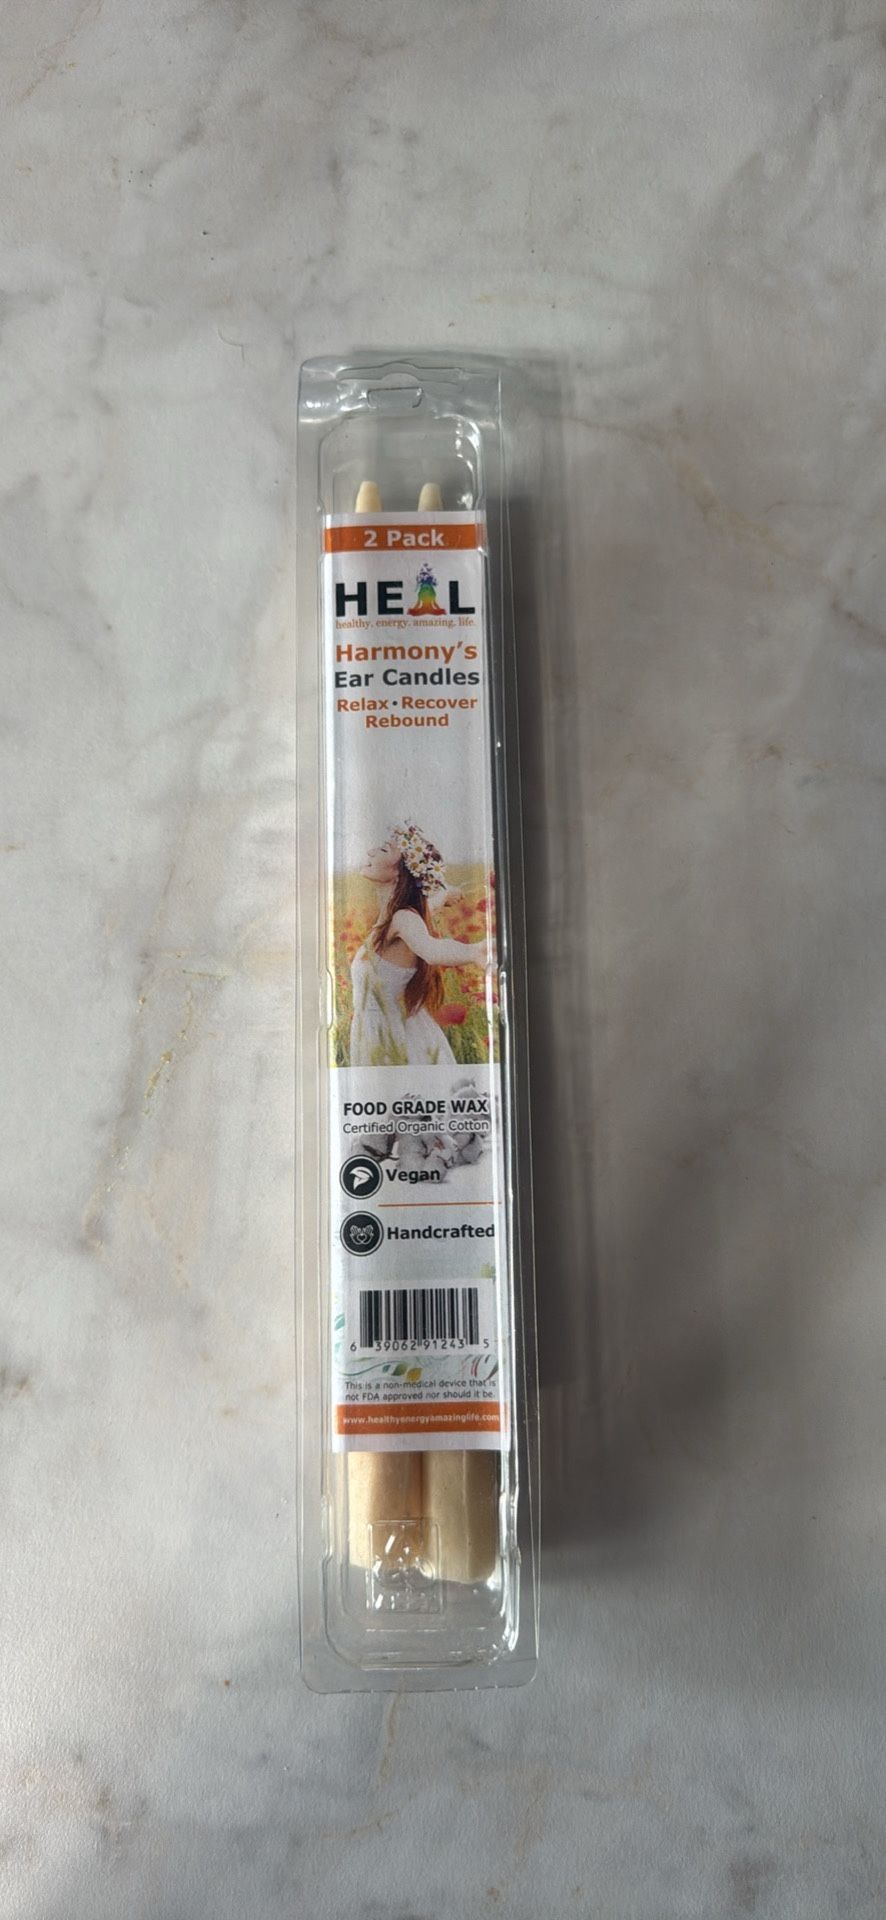 2 Pack
HEAL
healthy. energy. amazing. life.
Harmony's
Ear Candles
Relax • Recover
Rebound
FOOD GRADE WAX
Certified Organic Cotton
Vegan
Handcrafted
6 39062 91243 5
This is a non-medical device that is
not FDA approved nor should it be.
www.healthyenergyamazinglife.com